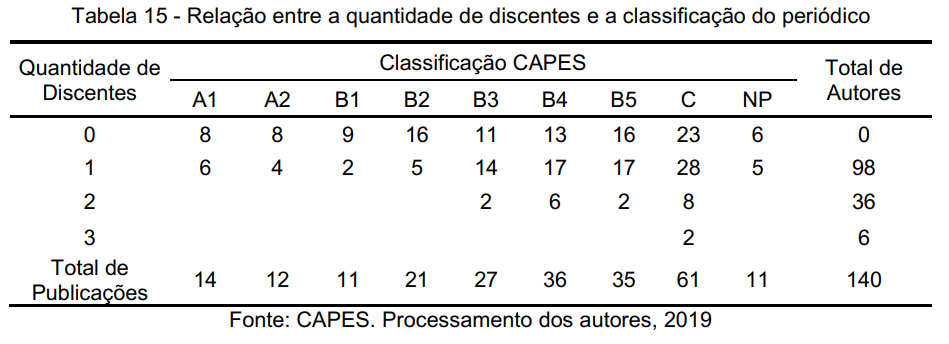 Tabela 15 - Relação entre a quantidade de discentes e a classificação do periódico
Quantidade de Discentes Classificação CAPES Total de Autores
A1 A2 B1 B2 B3 B4 B5 C NP
0 8 8 9 16 11 13 16 23 6 0
1 6 4 2 5 14 17 17 28 5 98
2 2 6 2 8 36
3 2 6
Total de Publicações 14 12 11 21 27 36 35 61 11 140
Fonte: CAPES. Processamento dos autores, 2019